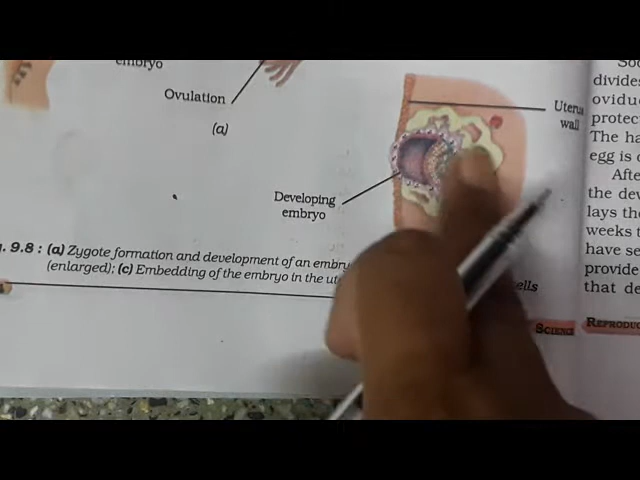 embryo
Ovulation
(a)
Uterus
wall
Developing
embryo
. 9.8 : (a) Zygote formation and development of an embry
(enlarged); (c) Embedding of the embryo in the ut
ells
SCIENCE
REPRODUC
divides
oviduc
protec
The ha
egg is
Afte
the dev
lays the
weeks t
have se
provide
that de